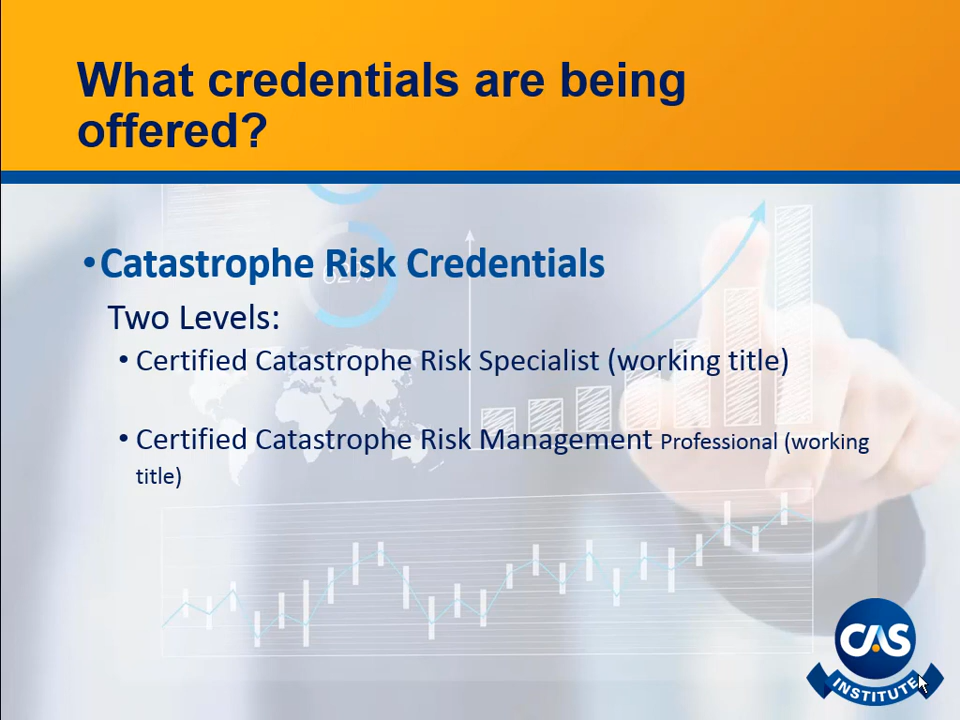 What credentials are being
offered?
•Catastrophe Risk Credentials
Two Levels:
• Certified Catastrophe Risk Specialist (working title)
• Certified Catastrophe Risk Management Professional (working
title)
CAS
INSTITUTE